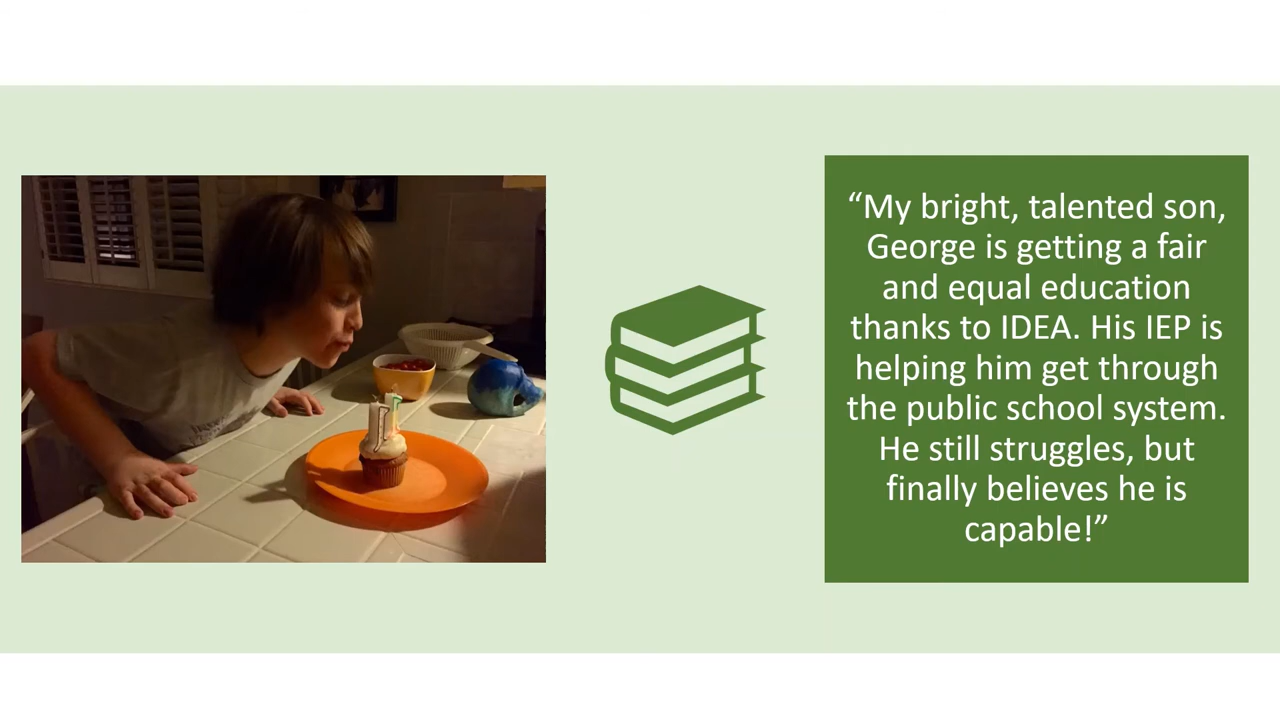 “My bright, talented son,
George is getting a fair
and equal education
thanks to IDEA. His IEP is
helping him get through
the public school system.
He still struggles, but
finally believes he is
capable!”